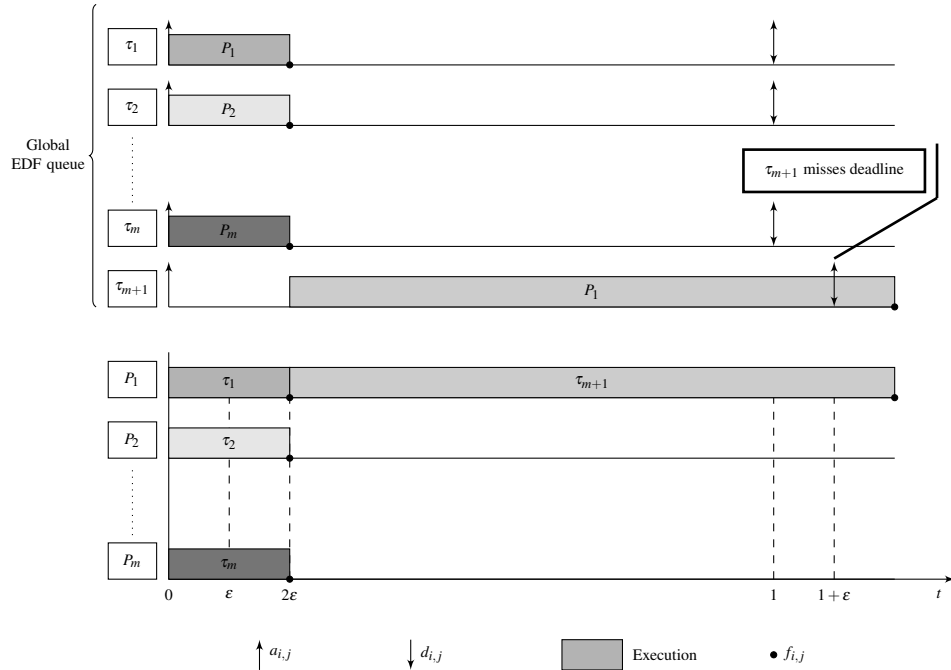 τ1
P1
τ2
P2
Global
EDF queue
τm+1 misses deadline
τm
Pm
τm+1
P1
P1
τ1
τm+1
P2
τ2
Pm
τm
0
ε
2ε
1
1 + ε
t
ai,j
di,j
Execution
fi,j